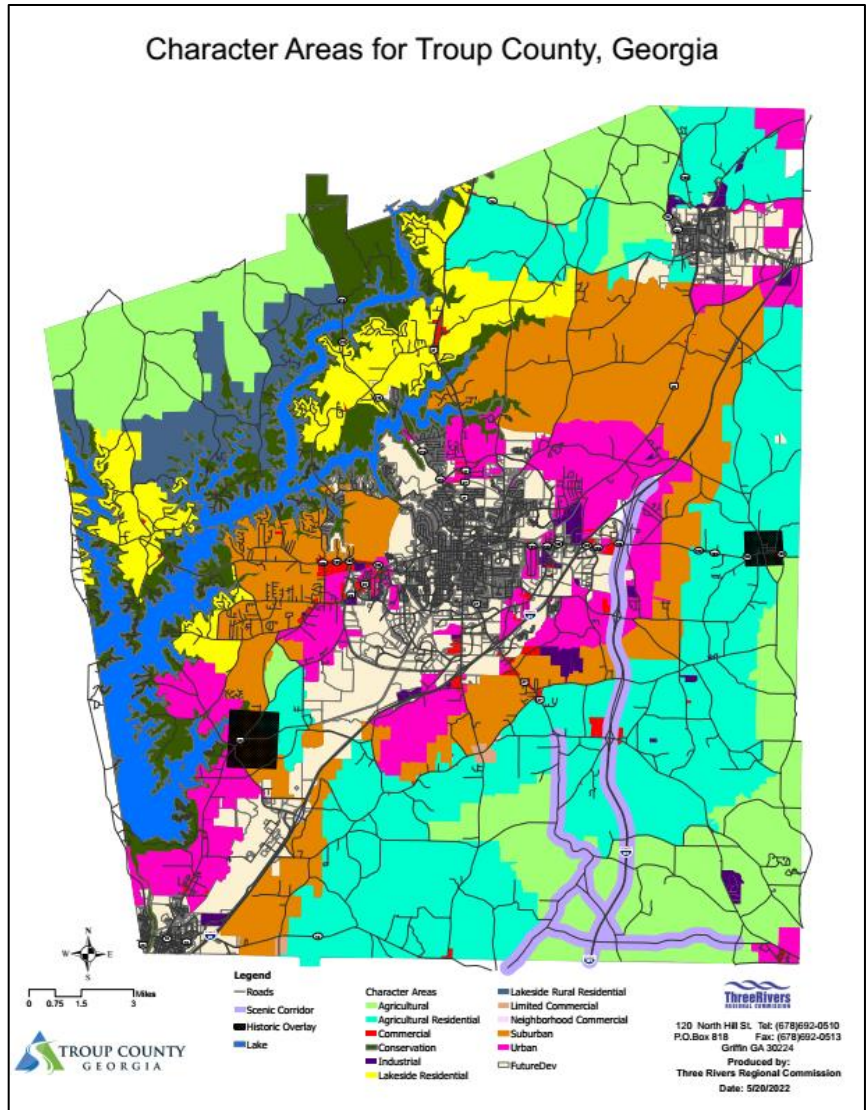 Character Areas for Troup County, Georgia
N
W E
S
0 0.75 1.5 3
Miles
TROUP COUNTY
GEORGIA
Legend
Roads
Scenic Corridor
Historic Overlay
Lake
Character Areas
Agricultural
Agricultural Residential
Commercial
Conservation
Industrial
Lakeside Residential
Lakeside Rural Residential
Limited Commercial
Neighborhood Commercial
Suburban
Urban
FutureDev
ThreeRivers
REGIONAL COMMISSION
120 North Hill St. Tel: (678)692-0510
P.O.Box 818 Fax: (678)692-0513
Griffin GA 30224
Produced by:
Three Rivers Regional Commission
Date: 5/20/2022